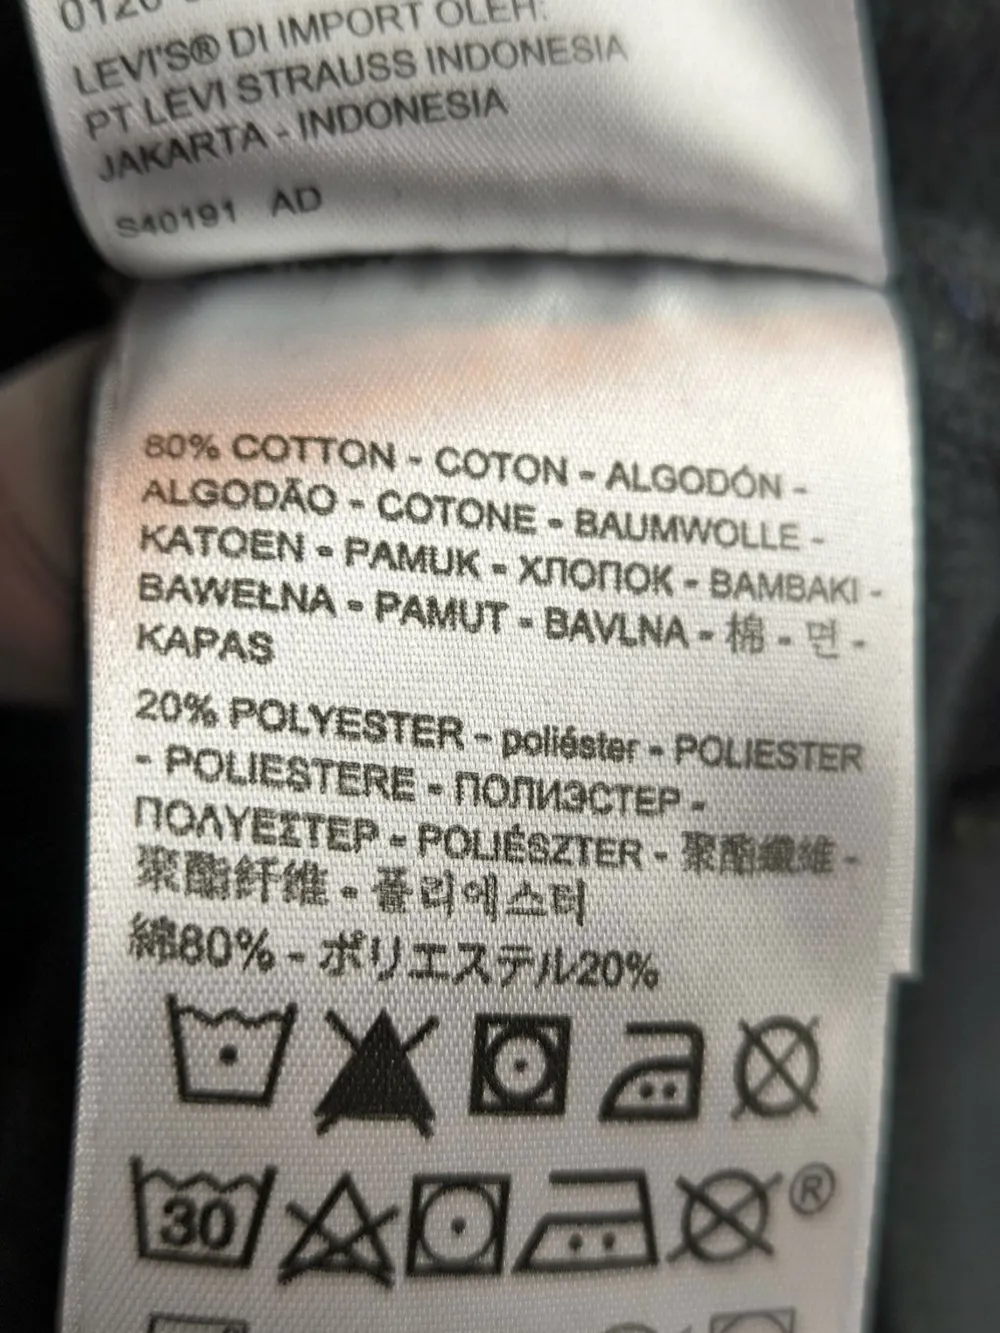 LEVI'S® DI IMPORT OLEH:
PT LEVI STRAUSS INDONESIA
JAKARTA - INDONESIA
S40191 AD
80% COTTON - COTON - ALGODÓN -
ALGODÃO - COTONE - BAUMWOLLE -
KATOEN - PAMUK - ХЛОПОК - BAMBAKI -
BAWEŁNA - PAMUT - BAVLNA - 棉 - 면 -
KAPAS
20% POLYESTER - poliéster - POLIESTER
- POLIESTERE - ПОЛИЭСТЕР -
ΠΟΛΥΕΣΤΕΡ - POLIÉSZTER - 聚酯纖維 -
聚酯纤维 - 폴리에스터
綿80% - ポリエステル20%
30
®